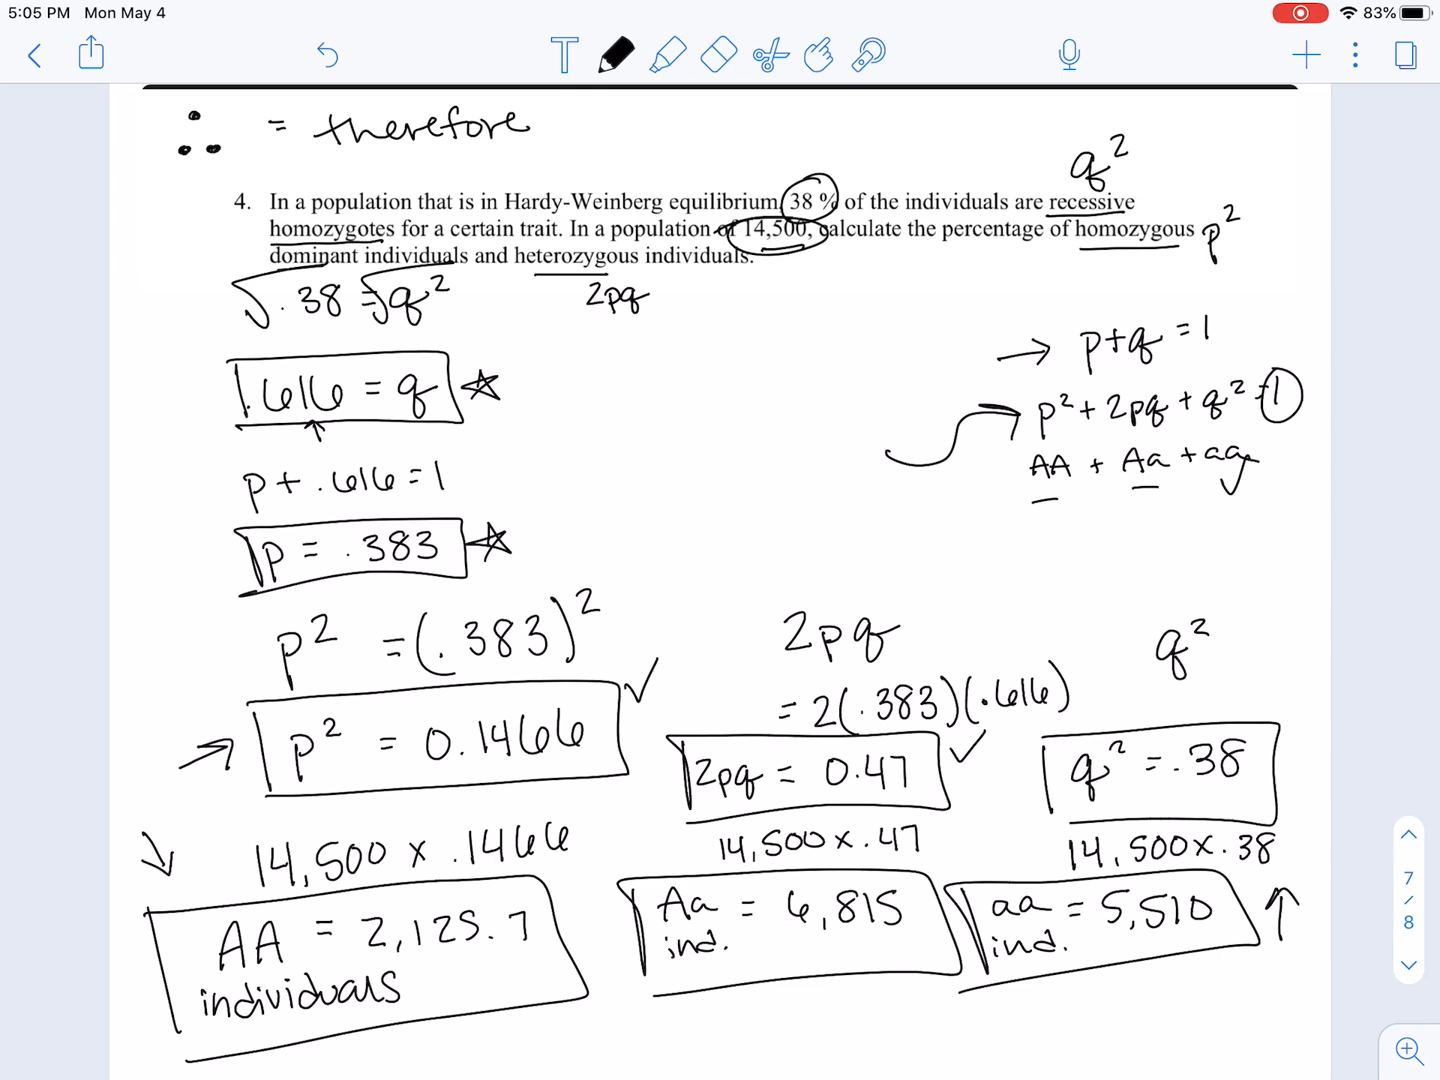 5:05 PM Mon May 4
83%
T
∴ = therefore
q²
4. In a population that is in Hardy-Weinberg equilibrium, 38 % of the individuals are recessive
homozygotes for a certain trait. In a population of 14,500, calculate the percentage of homozygous p²
dominant individuals and heterozygous individuals.
√.38 = √q²
2pq
→ p+q = 1
.616 = q ☆
→ p² + 2pq + q² = 1
AA + Aa + aa
p + .616 = 1
p = .383 ☆
p² = (.383)²
2pq
q²
= 2(.383)(.616)
→ p² = 0.1466 ✓
2pq = 0.47 ✓
q² = .38
14,500 x .1466
14,500 x .47
14,500 x .38
AA = 2,125.7
individuals
Aa = 6,815
ind.
aa = 5,510
ind.
7
/
8